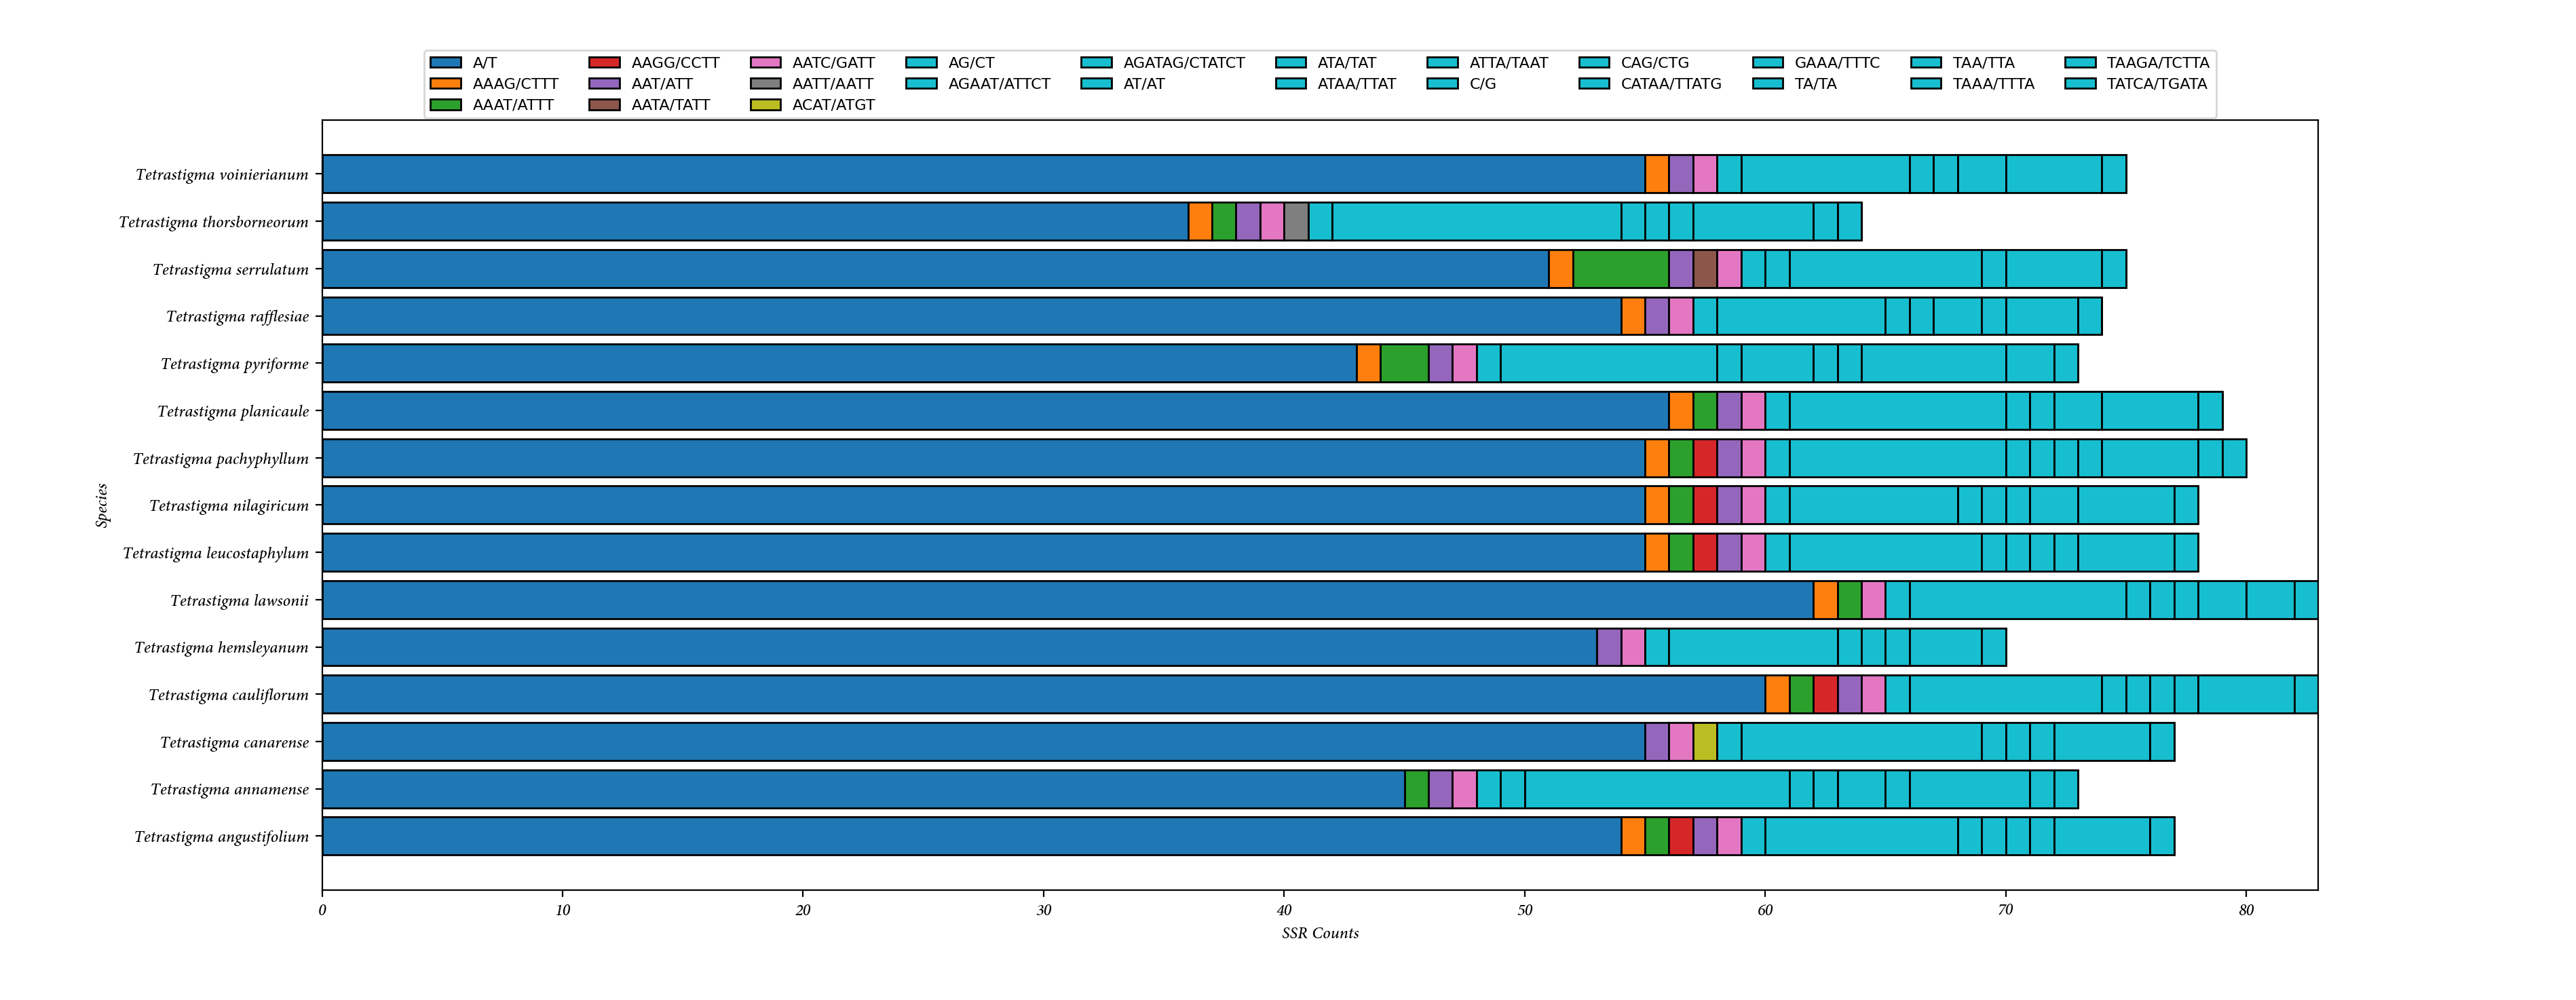 A/T AAGG/CCTT AATC/GATT AG/CT AGATAG/CTATCT ATA/TAT ATTA/TAAT CAG/CTG GAAA/TTTC TAA/TTA TAAGA/TCTTA
AAAG/CTTT AAT/ATT AATT/AATT AGAAT/ATTCT AT/AT ATAA/TTAT C/G CATAA/TTATG TA/TA TAAA/TTTA TATCA/TGATA
AAAT/ATTT AATA/TATT ACAT/ATGT
Tetrastigma voinierianum
Tetrastigma thorsborneorum
Tetrastigma serrulatum
Tetrastigma rafflesiae
Tetrastigma pyriforme
Tetrastigma planicaule
Tetrastigma pachyphyllum
Tetrastigma nilagiricum
Tetrastigma leucostaphylum
Tetrastigma lawsonii
Tetrastigma hemsleyanum
Tetrastigma cauliflorum
Tetrastigma canarense
Tetrastigma annamense
Tetrastigma angustifolium
Species
0 10 20 30 40 50 60 70 80
SSR Counts